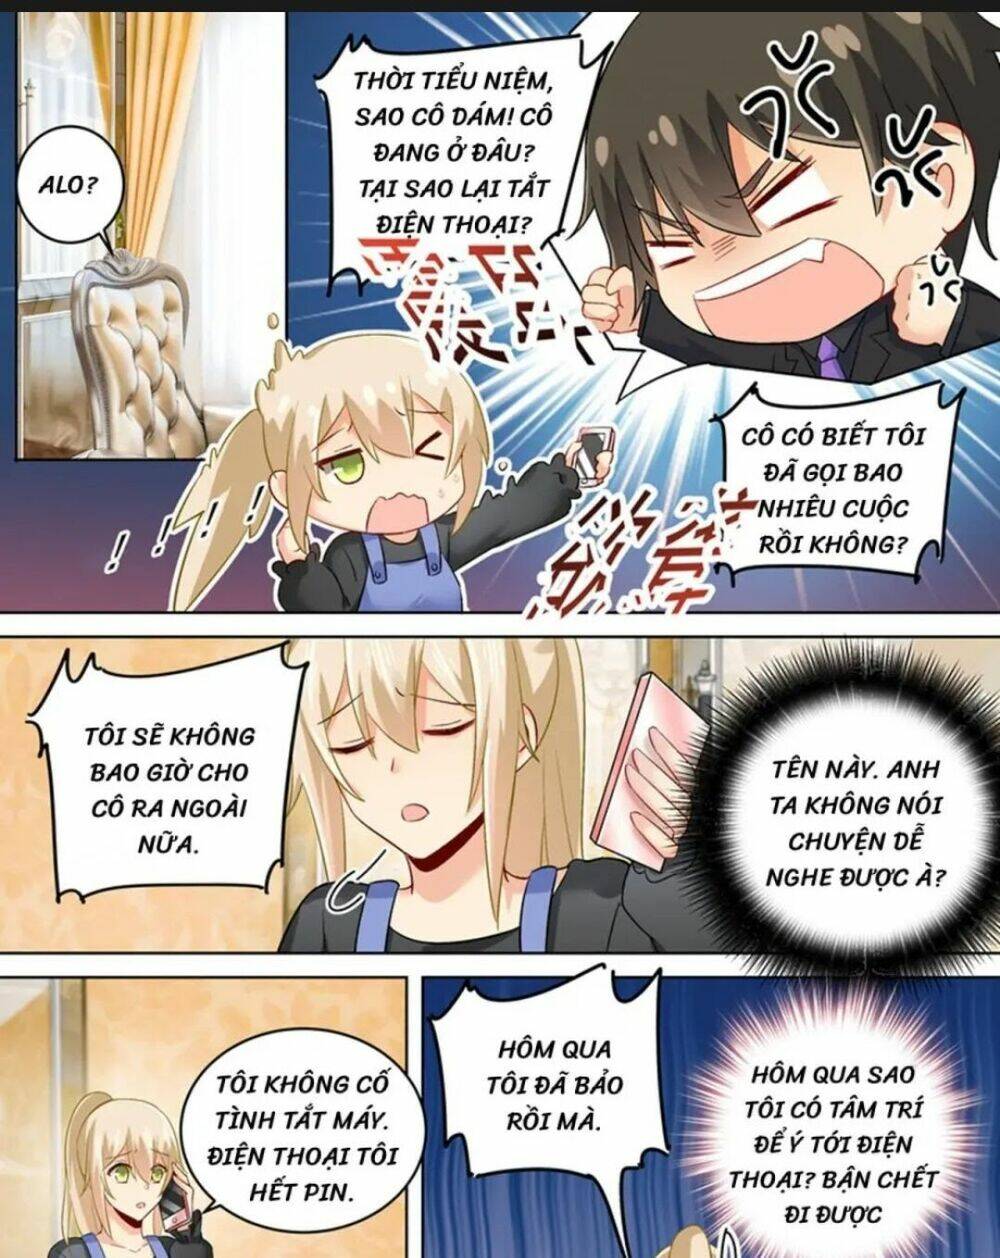 ALO?
THỜI TIỂU NIỆM,
SAO CÔ DÁM! CÔ
ĐANG Ở ĐÂU?
TẠI SAO LẠI TẮT
ĐIỆN THOẠI?
CÔ CÓ BIẾT TÔI
ĐÃ GỌI BAO
NHIÊU CUỘC
RỒI KHÔNG?
TÔI SẼ KHÔNG
BAO GIỜ CHO
CÔ RA NGOÀI
NỮA.
TÊN NÀY. ANH
TA KHÔNG NÓI
CHUYỆN DỄ
NGHE ĐƯỢC À?
TÔI KHÔNG CỐ
TÌNH TẮT MÁY.
ĐIỆN THOẠI TÔI
HẾT PIN.
HÔM QUA
TÔI ĐÃ BẢO
RỒI MÀ.
HÔM QUA SAO
TÔI CÓ TÂM TRÍ
ĐỂ Ý TỚI ĐIỆN
THOẠI? BẬN CHẾT
ĐI ĐƯỢC